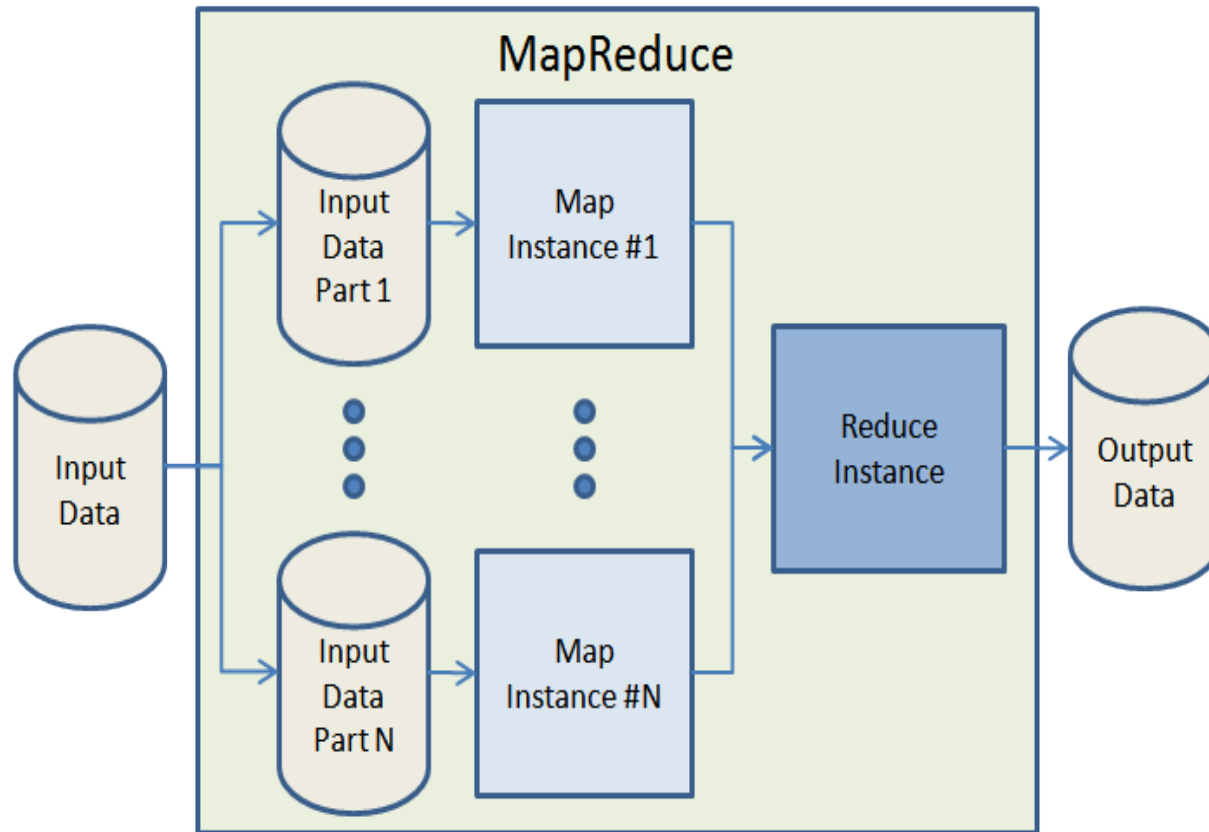 MapReduce
Input
Data
Part 1
Map
Instance #1
Input
Data
Reduce
Instance
Output
Data
Input
Data
Part N
Map
Instance #N